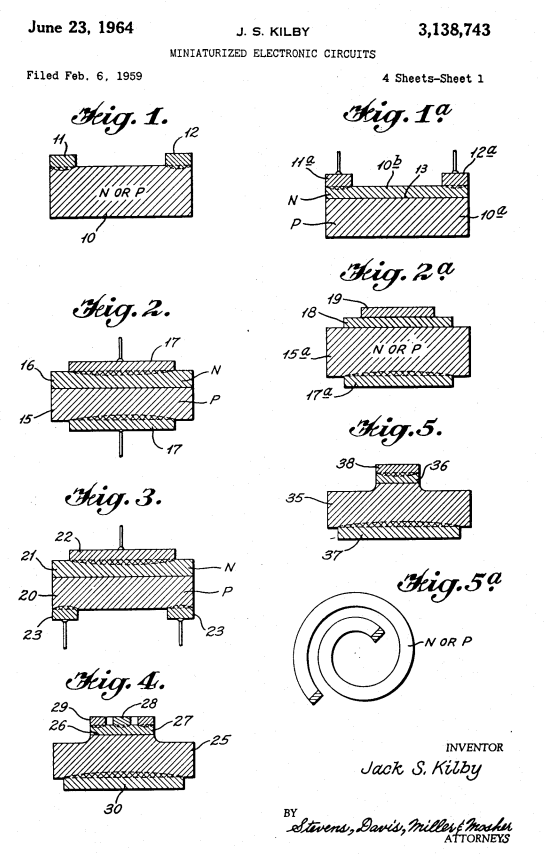 June 23, 1964
J. S. KILBY
3,138,743
MINIATURIZED ELECTRONIC CIRCUITS
Filed Feb. 6, 1959
4 Sheets-Sheet 1
Fig. 1.
11
12
N OR P
10
Fig. 1a
11a
10b
13
12a
N
P
10a
Fig. 2.
17
16
N
15
P
17
Fig. 2a
19
18
15a
N OR P
17a
Fig. 3.
22
21
N
20
P
23
23
Fig. 5.
38
36
35
37
Fig. 4.
29
28
26
27
25
30
Fig. 5a
N OR P
INVENTOR
Jack S. Kilby
BY
Stevens, Davis, Miller & Mosher
ATTORNEYS